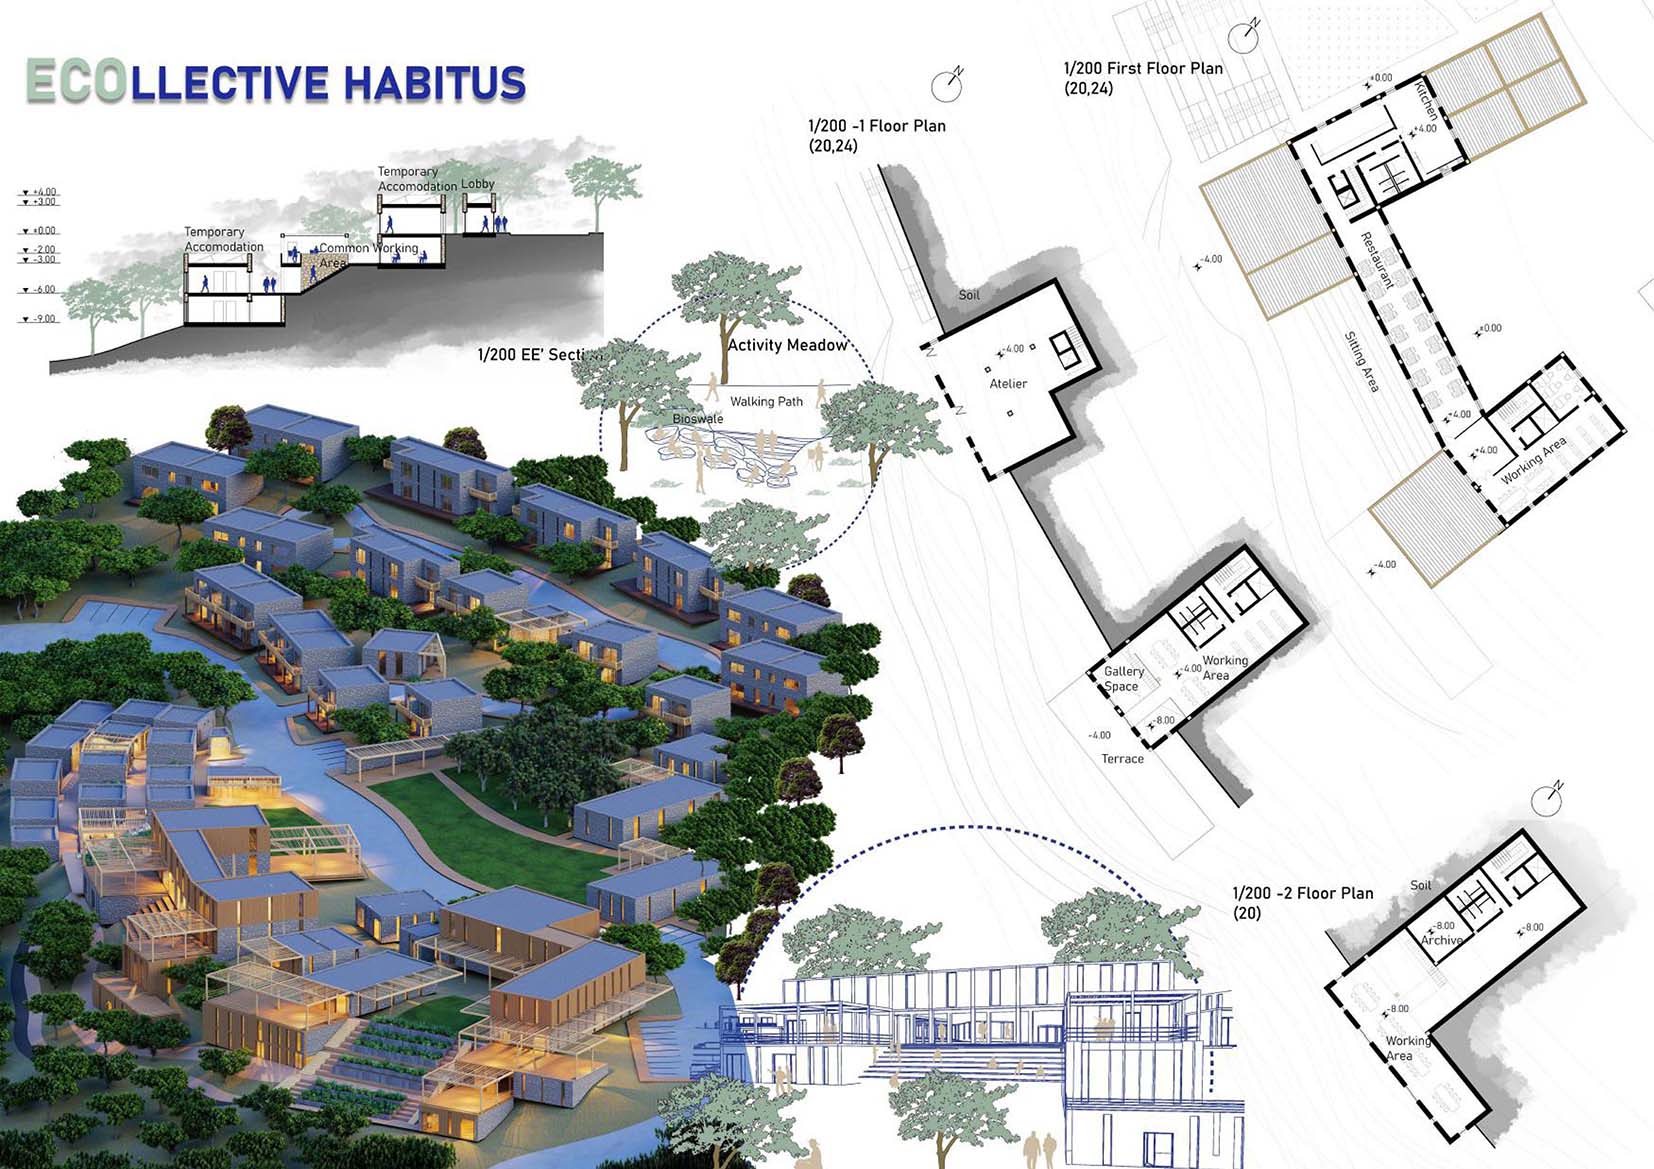 ECOLLECTIVE HABITUS
Temporary
Accomodation
Lobby
Temporary
Accomodation
Common Working
Area
+4.00
+3.00
+0.00
-2.00
-3.00
-6.00
-9.00
1/200 EE' Secti
Activity Meadow
Walking Path
Bioswale
1/200 -1 Floor Plan
(20,24)
N
Soil
-4.00
Atelier
N
N
Gallery
Space
-4.00
Working
Area
-8.00
-4.00
Terrace
1/200 First Floor Plan
(20,24)
N
+0.00
Kitchen
+4.00
-4.00
Restaurant
Sitting Area
±0.00
+4.00
+4.00
Working Area
-4.00
1/200 -2 Floor Plan
(20)
N
Soil
-8.00
Archive
-8.00
-8.00
Working
Area